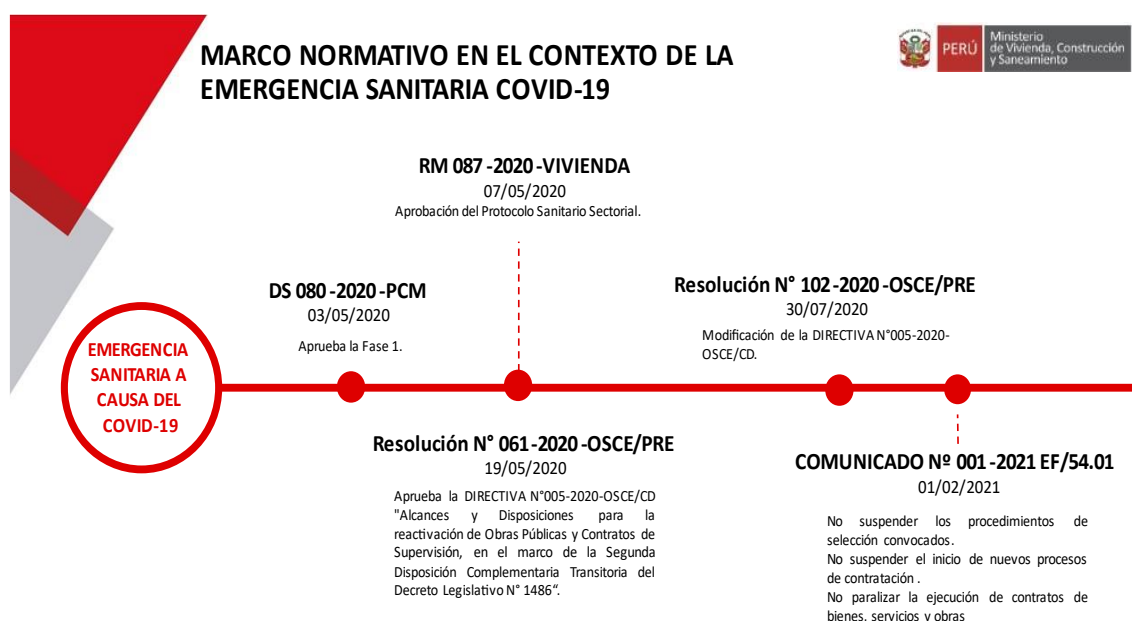 MARCO NORMATIVO EN EL CONTEXTO DE LA
EMERGENCIA SANITARIA COVID-19
PERÚ
Ministerio
de Vivienda, Construcción
y Saneamiento
RM 087-2020-VIVIENDA
07/05/2020
Aprobación del Protocolo Sanitario Sectorial.
DS 080-2020-PCM
03/05/2020
Aprueba la Fase 1.
Resolución N° 102-2020-OSCE/PRE
30/07/2020
Modificación de la DIRECTIVA N°005-2020-
OSCE/CD.
EMERGENCIA
SANITARIA A
CAUSA DEL
COVID-19
Resolución N° 061-2020-OSCE/PRE
19/05/2020
Aprueba la DIRECTIVA N°005-2020-OSCE/CD
"Alcances y Disposiciones para la
reactivación de Obras Públicas y Contratos de
Supervisión, en el marco de la Segunda
Disposición Complementaria Transitoria del
Decreto Legislativo N° 1486“.
COMUNICADO Nº 001-2021 EF/54.01
01/02/2021
No suspender los procedimientos de
selección convocados.
No suspender el inicio de nuevos procesos
de contratación .
No paralizar la ejecución de contratos de
bienes, servicios y obras